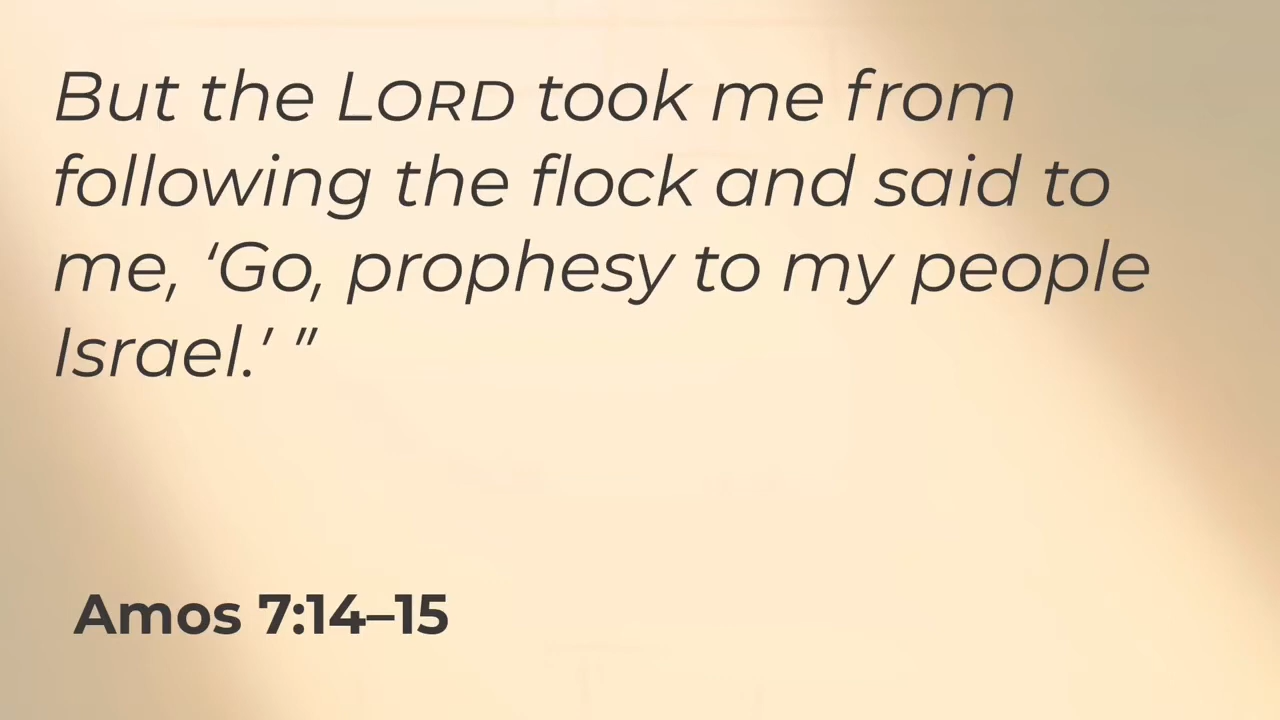 But the LORD took me from
following the flock and said to
me, ‘Go, prophesy to my people
Israel.’ ”
Amos 7:14–15